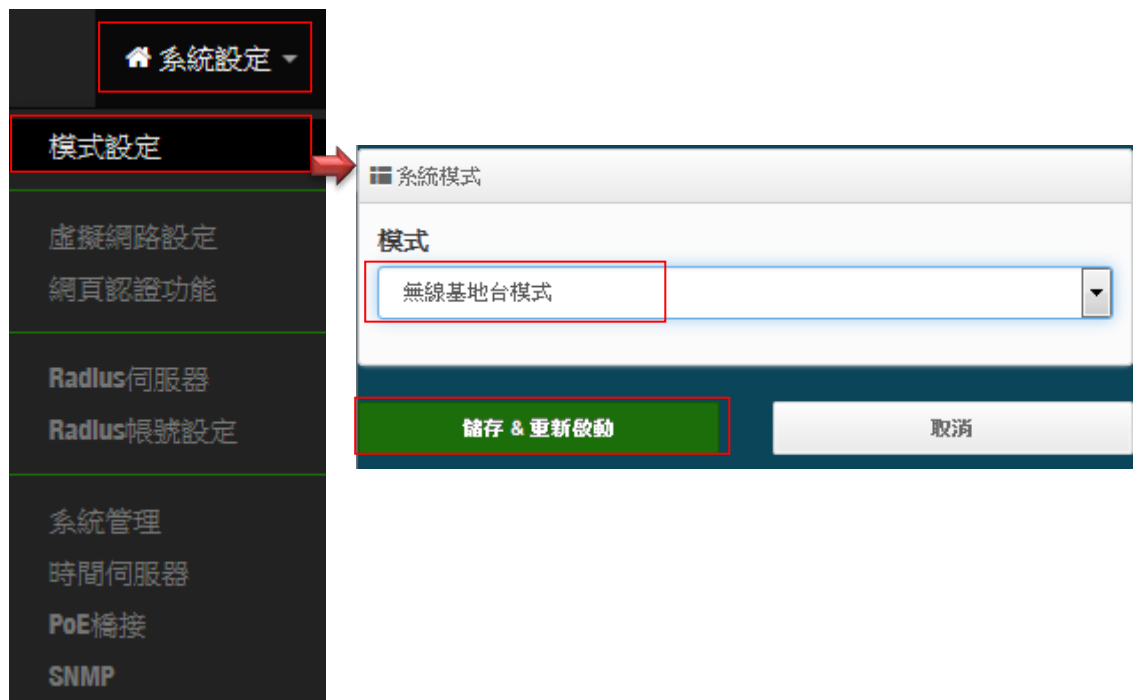 系統設定
模式設定
虛擬網路設定
網頁認證功能
Radius伺服器
Radius帳號設定
系統管理
時間伺服器
PoE橋接
SNMP
系統模式
模式
無線基地台模式
儲存 & 重新啟動
取消